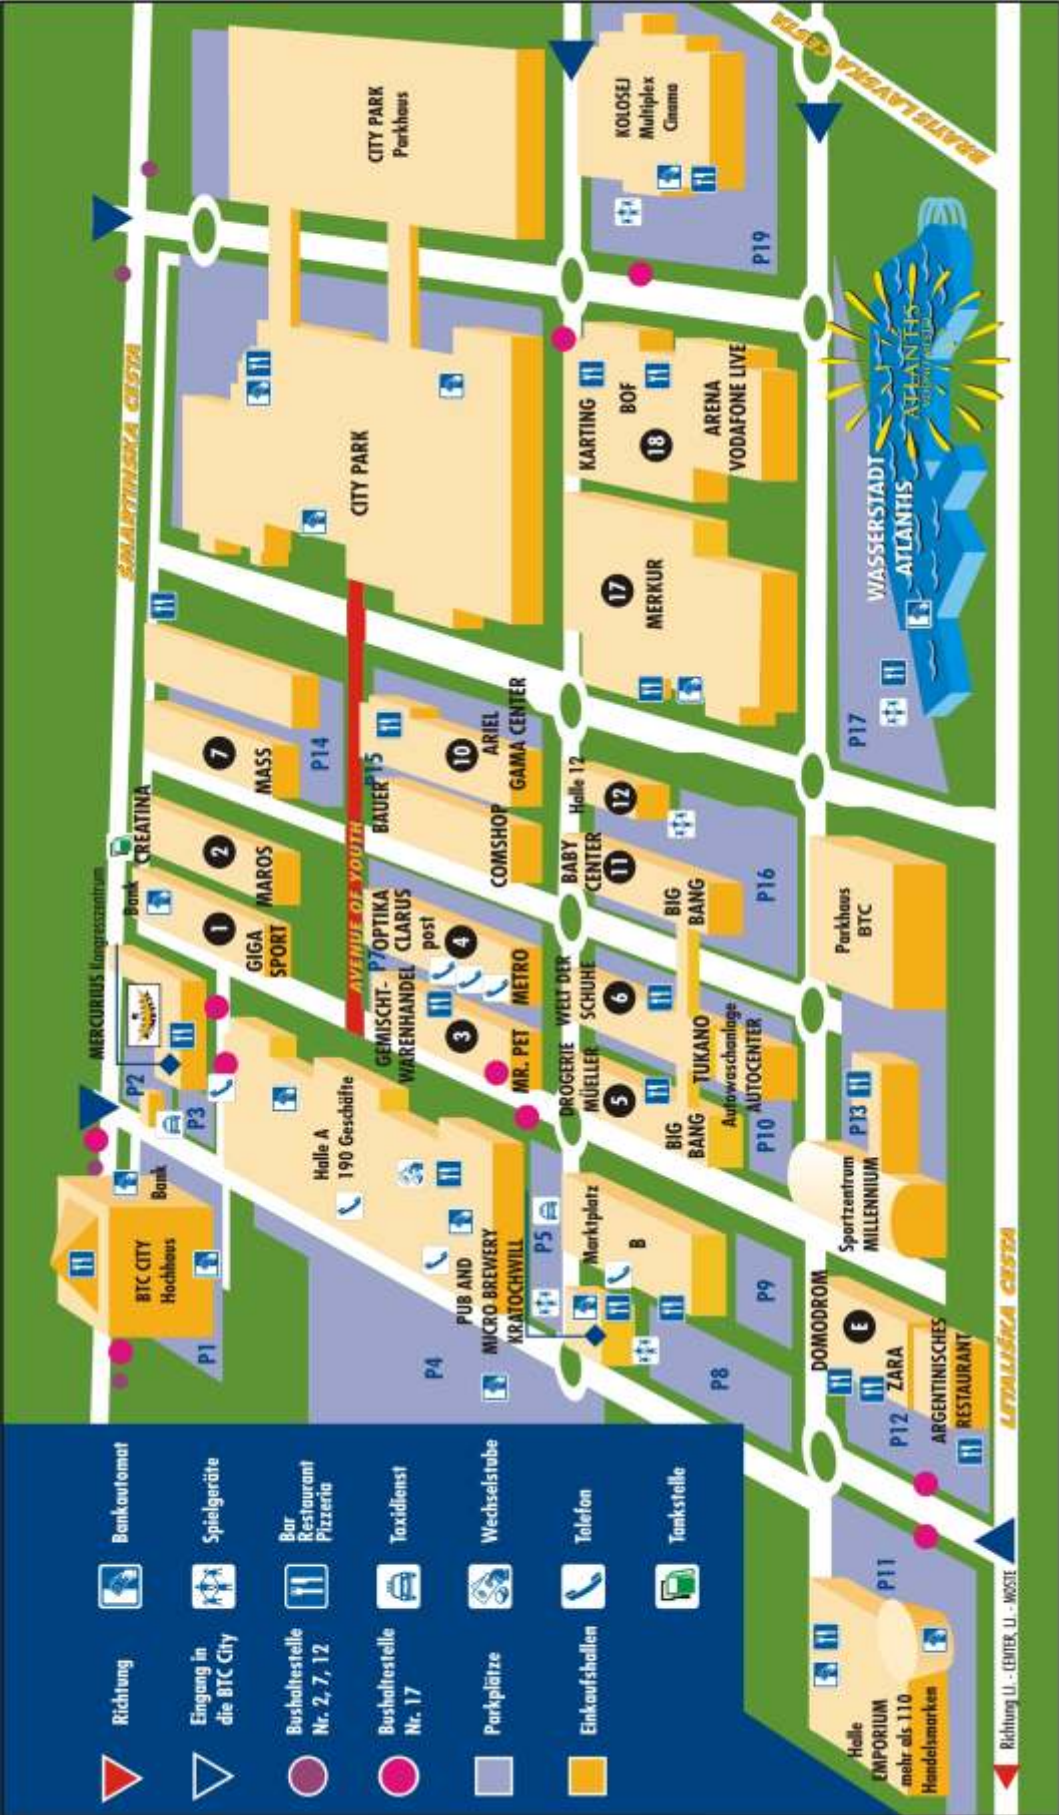 Richtung
Eingang in
die BTC City
Bushaltestelle
Nr. 2, 7, 12
Bushaltestelle
Nr. 17
Parkplätze
Einkaufshallen
Bankautomat
Spielgeräte
Bar
Restaurant
Pizzeria
Taxidienst
Wechselstube
Telefon
Tankstelle
BTC CITY
Hochhaus
P1
Bank
P2
P3
MERCURIUS Kongresszentrum
Bank
CREATINA
1
GIGA
SPORT
2
MAROS
7
MASS
P14
ŠMARTINSKA CESTA
CITY PARK
CITY PARK
Parkhaus
AVENUE OF YOUTH
Halle A
190 Geschäfte
P4
PUB AND
MICRO BREWERY
KRATOCHWILL
P5
GEMISCHT-
WARENHANDEL
3
MR. PET
P7
OPTIKA
CLARUS
post
4
METRO
BAUER
P15
COMSHOP
10
ARIEL
GAMA CENTER
KOLOSEJ
Multiplex
Cinama
P19
BRATISLAVSKA CESTA
Marktplatz
B
P8
P9
DROGERIE
MÜELLER
5
BIG
BANG
WELT DER
SCHUHE
6
TUKANO
Autowaschanlage
AUTOCENTER
P10
BABY
CENTER
11
BIG
BANG
Halle 12
12
P16
17
MERKUR
KARTING
BOF
18
ARENA
VODAFONE LIVE
Halle
EMPORIUM
mehr als 110
Handelsmarken
P11
DOMODROM
E
ZARA
ARGENTINISCHES
RESTAURANT
P12
Sportzentrum
MILLENNIUM
P13
Parkhaus
BTC
P17
WASSERSTADT
ATLANTIS
ATLANTIS
LETALIŠKA CESTA
Richtung LJ. - CENTER, LJ. - MOSTE